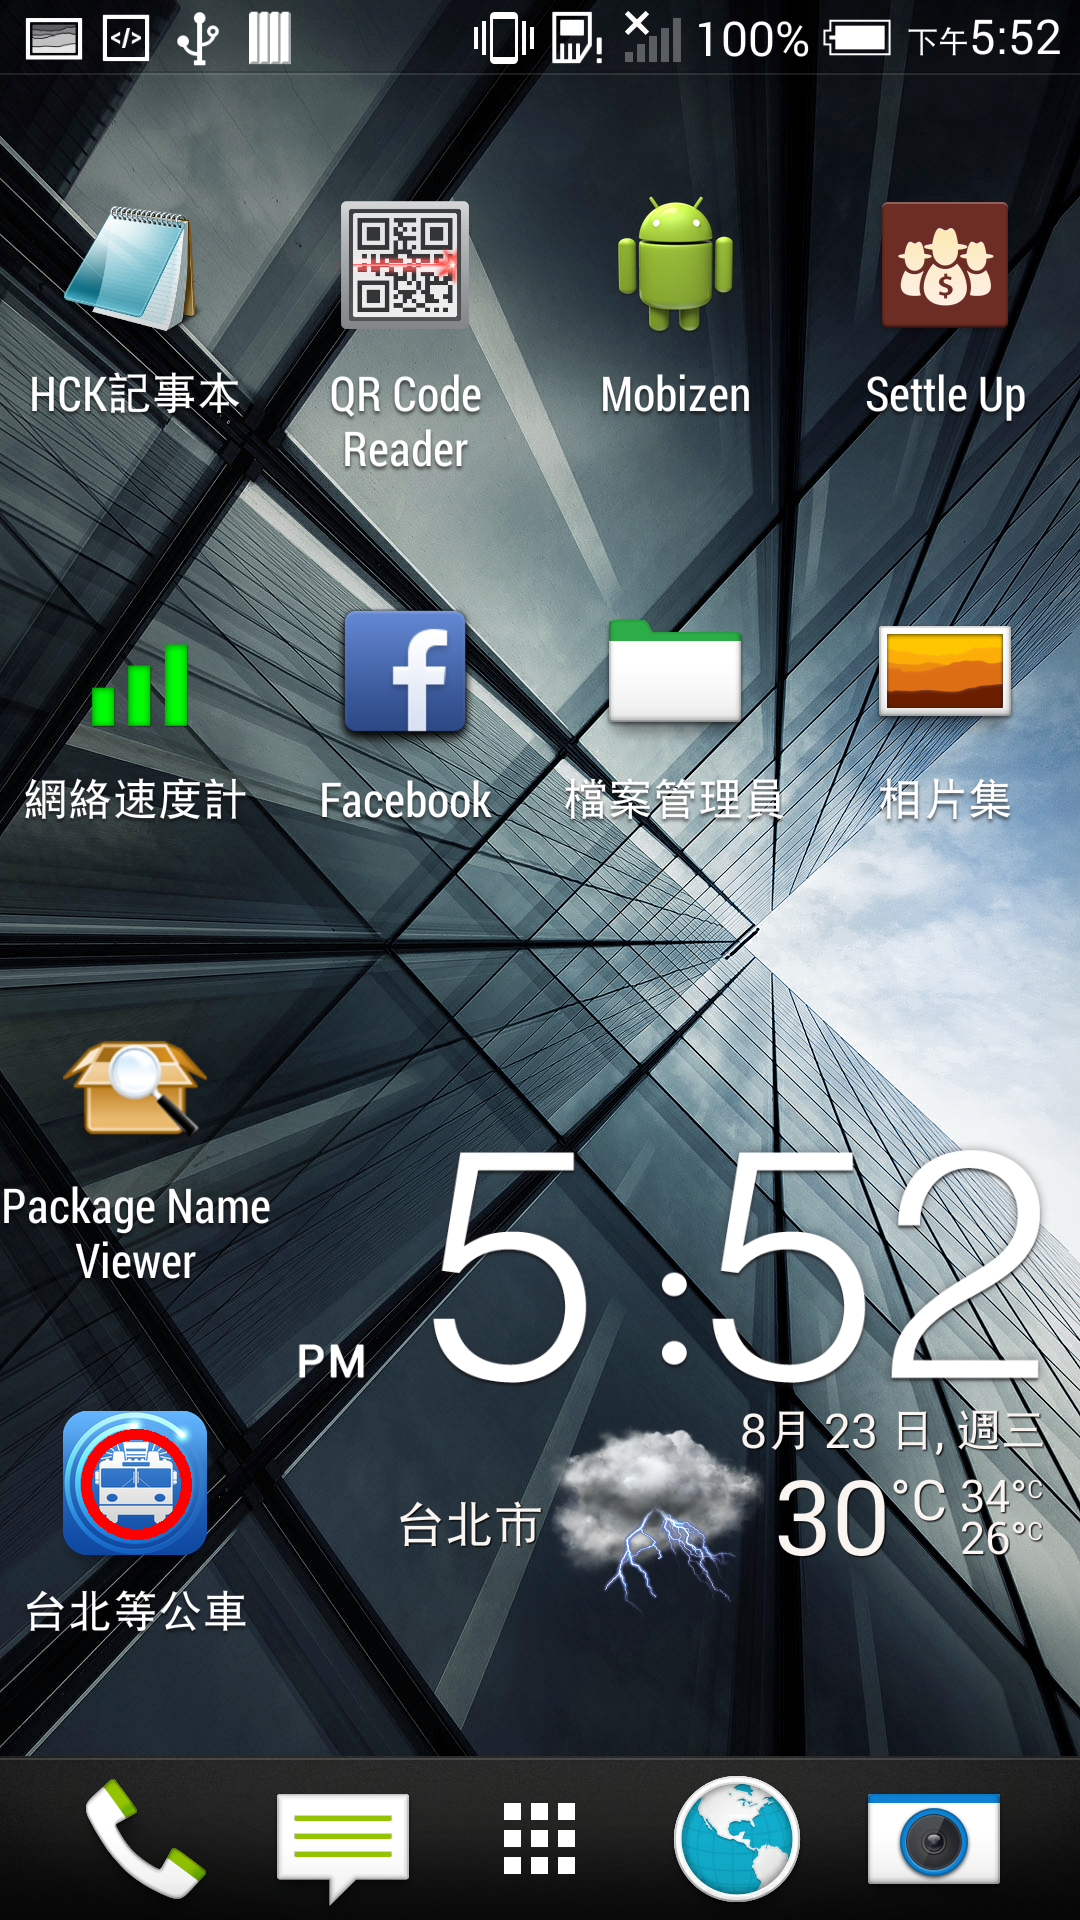 100% 下午5:52
HCK記事本
QR Code
Reader
Mobizen
Settle Up
網絡速度計
Facebook
檔案管理員
相片集
Package Name
Viewer
PM 5:52
8月 23 日, 週三
台北市
30°C
34°C
26°C
台北等公車